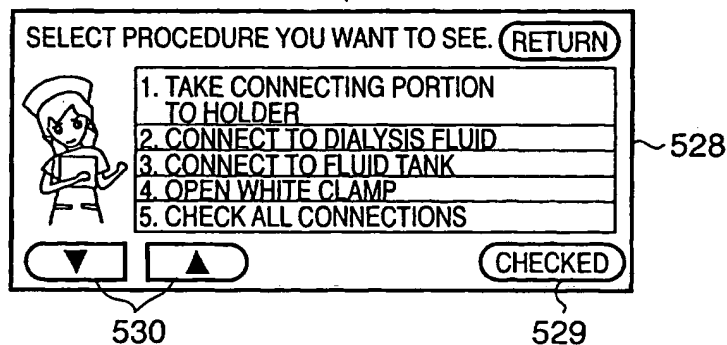 SELECT PROCEDURE YOU WANT TO SEE. RETURN
1. TAKE CONNECTING PORTION
TO HOLDER
2. CONNECT TO DIALYSIS FLUID
3. CONNECT TO FLUID TANK
4. OPEN WHITE CLAMP
5. CHECK ALL CONNECTIONS
528
▼ ▲ CHECKED
530 529